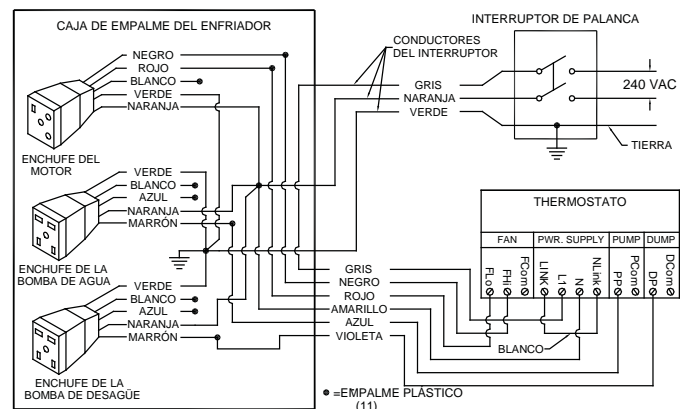 CAJA DE EMPALME DEL ENFRIADOR
INTERRUPTOR DE PALANCA
CONDUCTORES
DEL INTERRUPTOR
NEGRO
ROJO
BLANCO
VERDE
NARANJA
ENCHUFE DEL
MOTOR
GRIS
NARANJA
VERDE
240 VAC
TIERRA
VERDE
BLANCO
AZUL
NARANJA
MARRÓN
ENCHUFE DE LA
BOMBA DE AGUA
VERDE
BLANCO
AZUL
NARANJA
MARRÓN
ENCHUFE DE LA
BOMBA DE DESAGÜE
GRIS
NEGRO
ROJO
AMARILLO
AZUL
VIOLETA
THERMOSTATO
FAN PWR. SUPPLY PUMP DUMP
FLo FHi FCom LINK L1 N NLink PP PCom DP DCom
BLANCO
=EMPALME PLÁSTICO
(11)